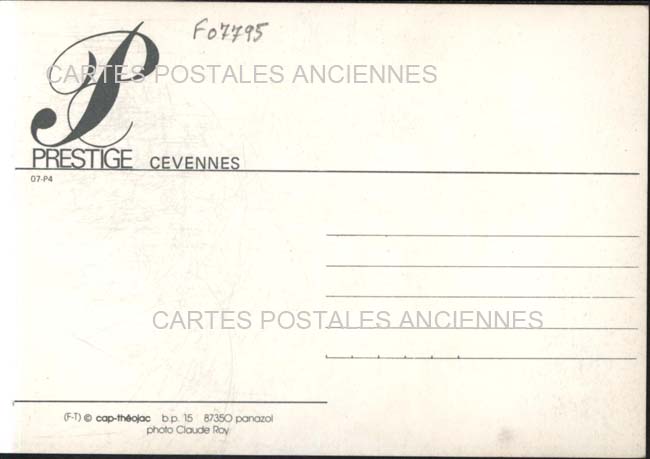 F07795
CARTES POSTALES ANCIENNES
P
PRESTIGE CEVENNES
07-P4
CARTES POSTALES ANCIENNES
(F-T) © cap-théojac b.p. 15 87350 panazol
photo Claude Roy